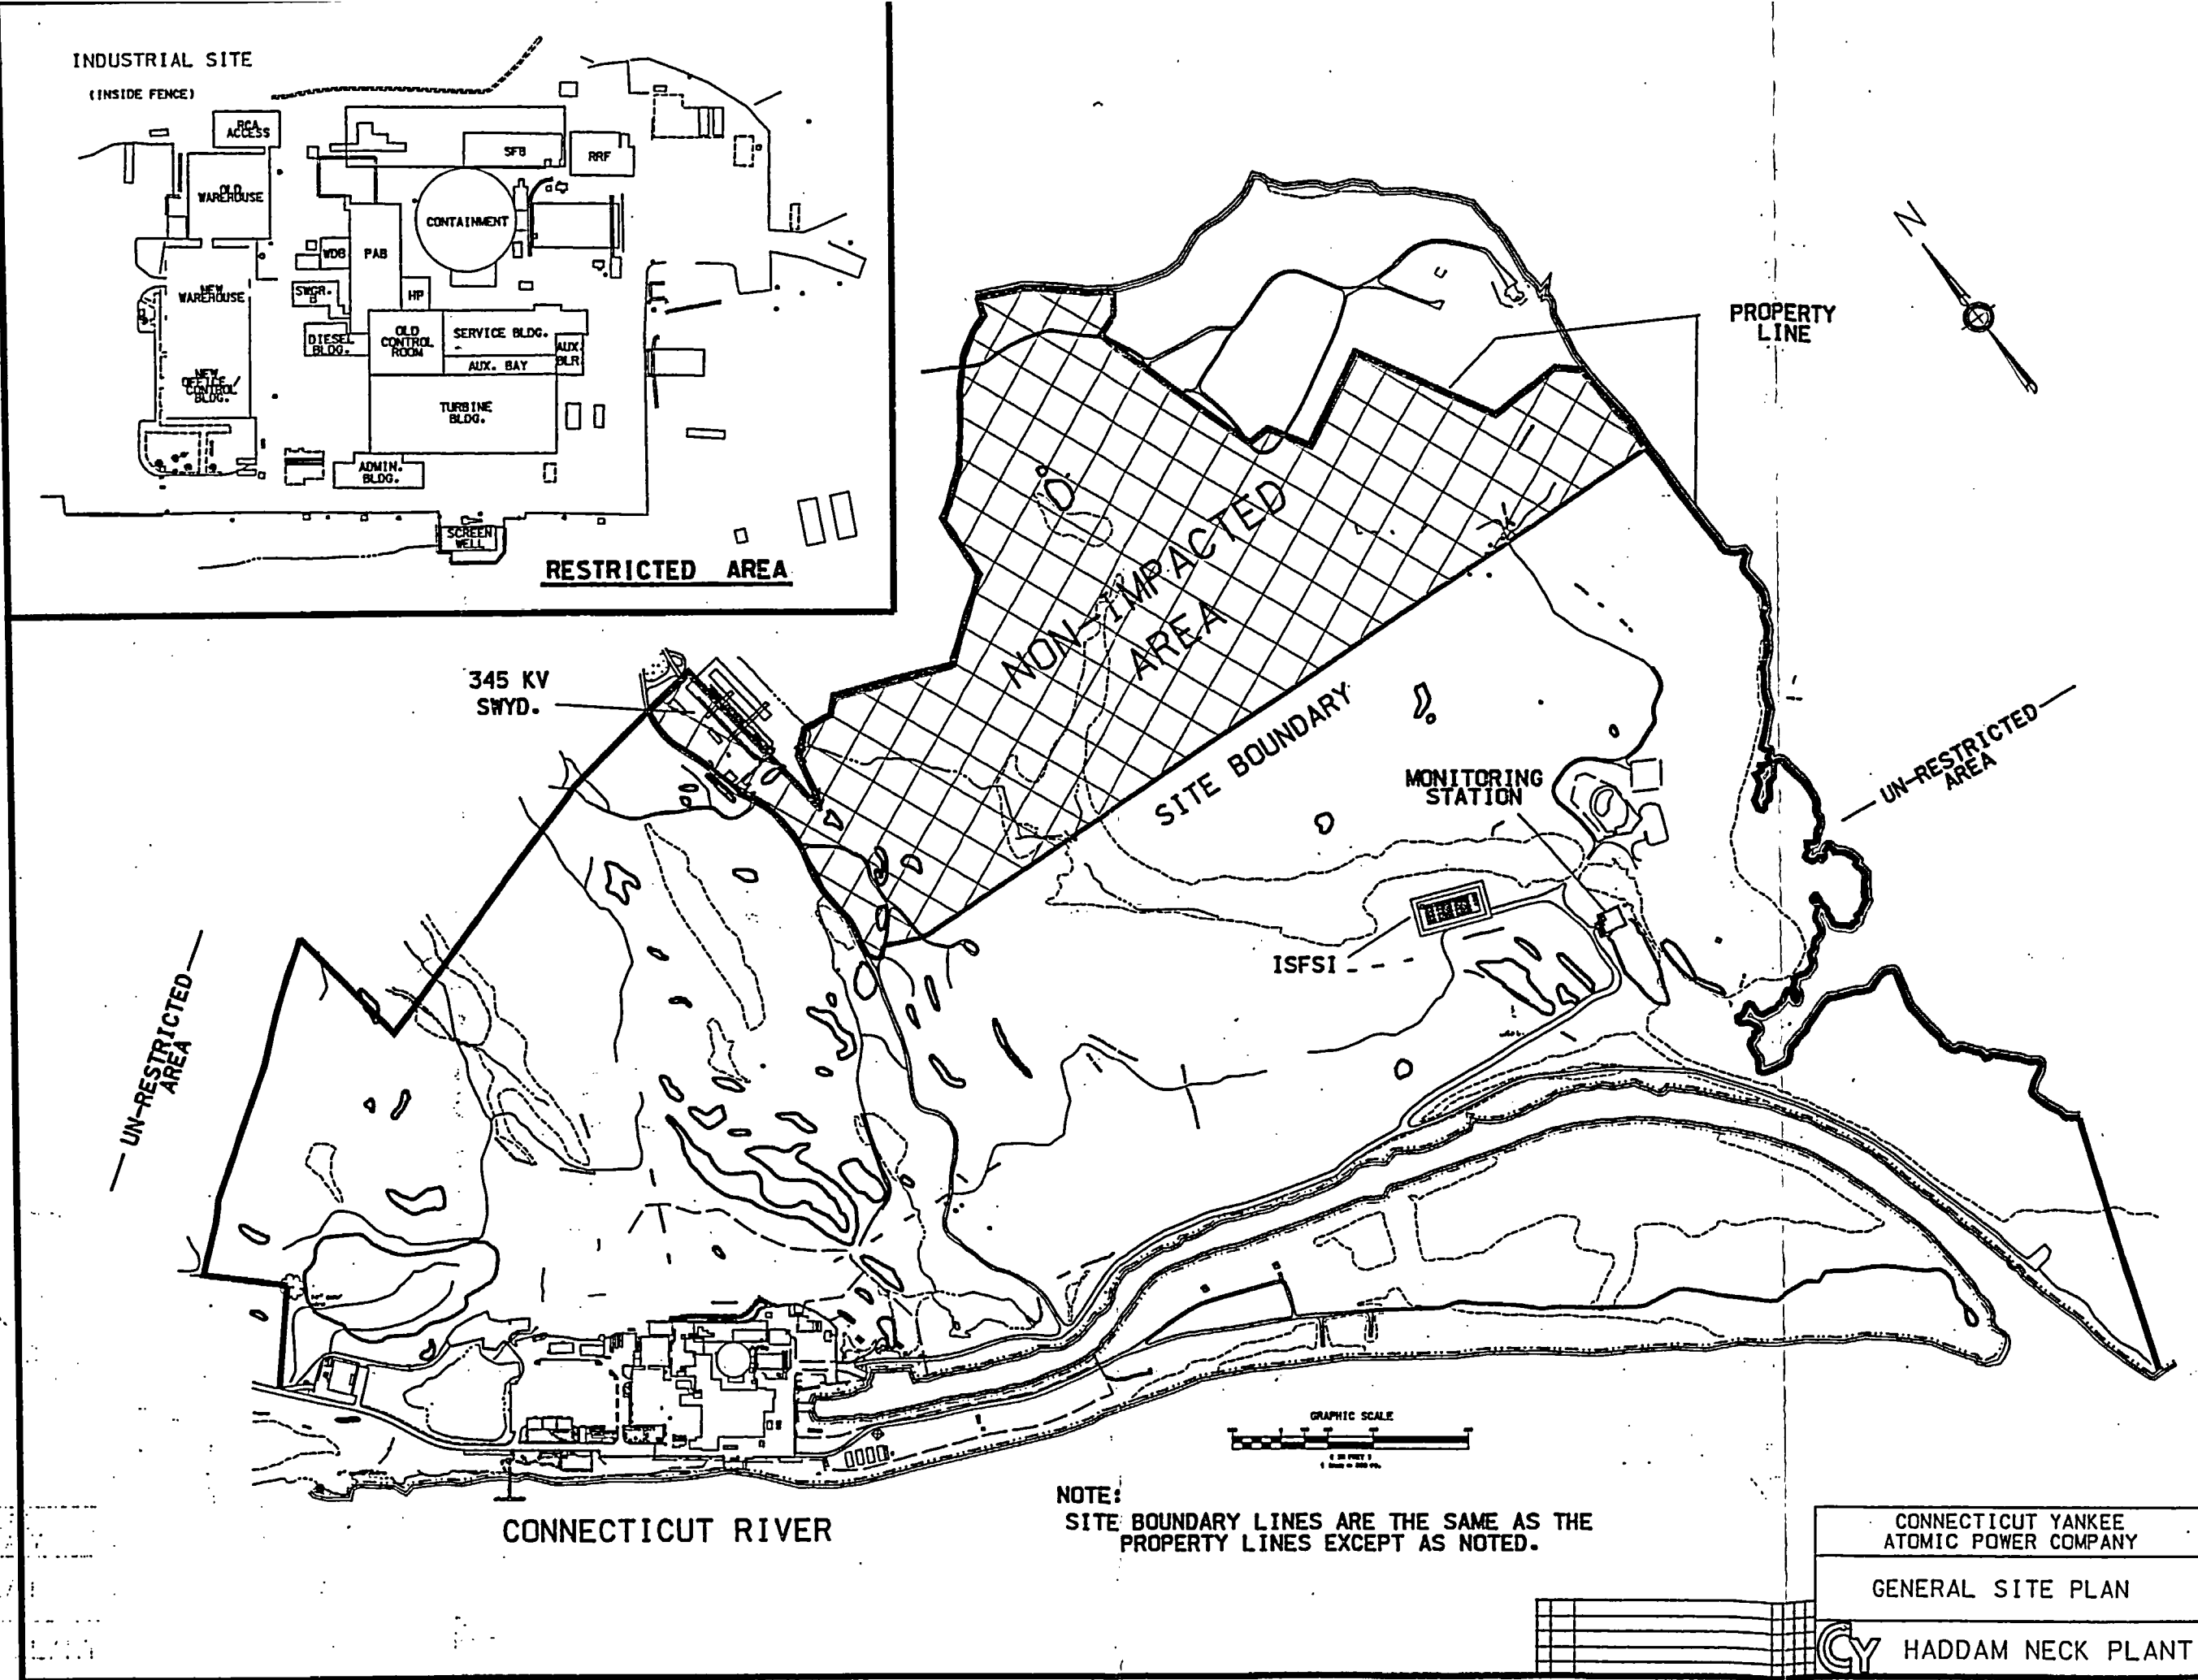 INDUSTRIAL SITE
(INSIDE FENCE)
RCA
ACCESS
OLD
WAREHOUSE
SFB
RRF
CONTAINMENT
WDB
PAB
NEW
WAREHOUSE
SWGR.
B
HP
DIESEL
BLDG.
OLD
CONTROL
ROOM
SERVICE BLDG.
AUX. BAY
AUX
BLR
NEW
OFFICE/
CONTROL
BLDG.
TURBINE
BLDG.
ADMIN.
BLDG.
SCREEN
WELL
RESTRICTED AREA
N
PROPERTY
LINE
NON-IMPACTED
AREA
345 KV
SWYD.
SITE BOUNDARY
MONITORING
STATION
UN-RESTRICTED
AREA
ISFSI
UN-RESTRICTED
AREA
GRAPHIC SCALE
CONNECTICUT RIVER
NOTE:
SITE BOUNDARY LINES ARE THE SAME AS THE
PROPERTY LINES EXCEPT AS NOTED.
CONNECTICUT YANKEE
ATOMIC POWER COMPANY
GENERAL SITE PLAN
CY HADDAM NECK PLANT